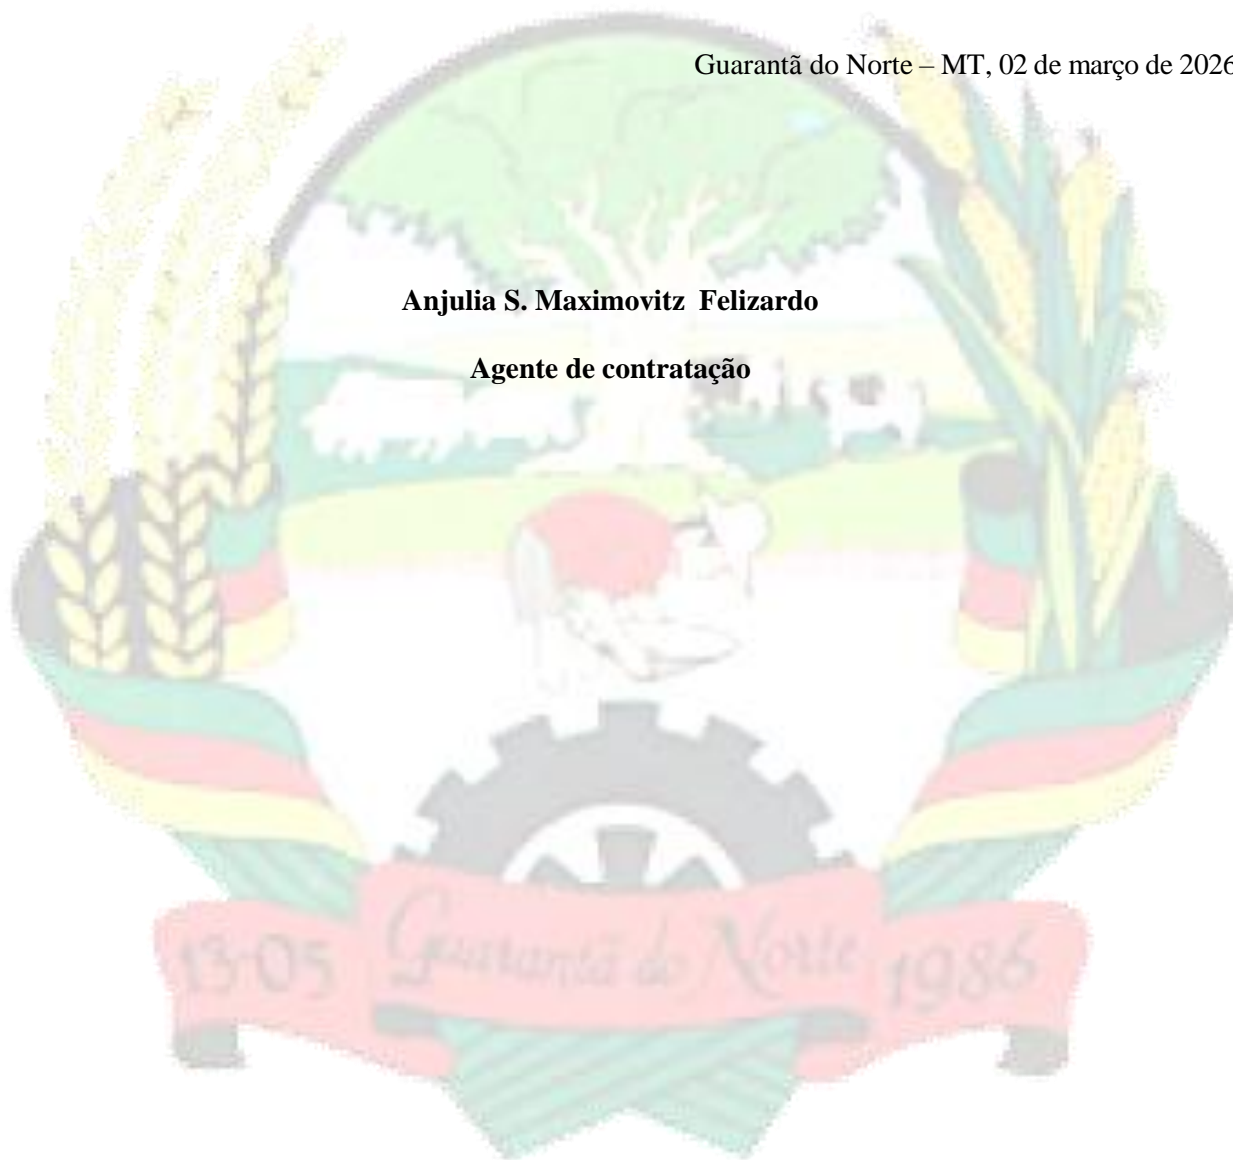 Guarantã do Norte – MT, 02 de março de 2026
Anjulia S. Maximovitz  Felizardo
Agente de contratação
13-05 Guarantã do Norte 1986